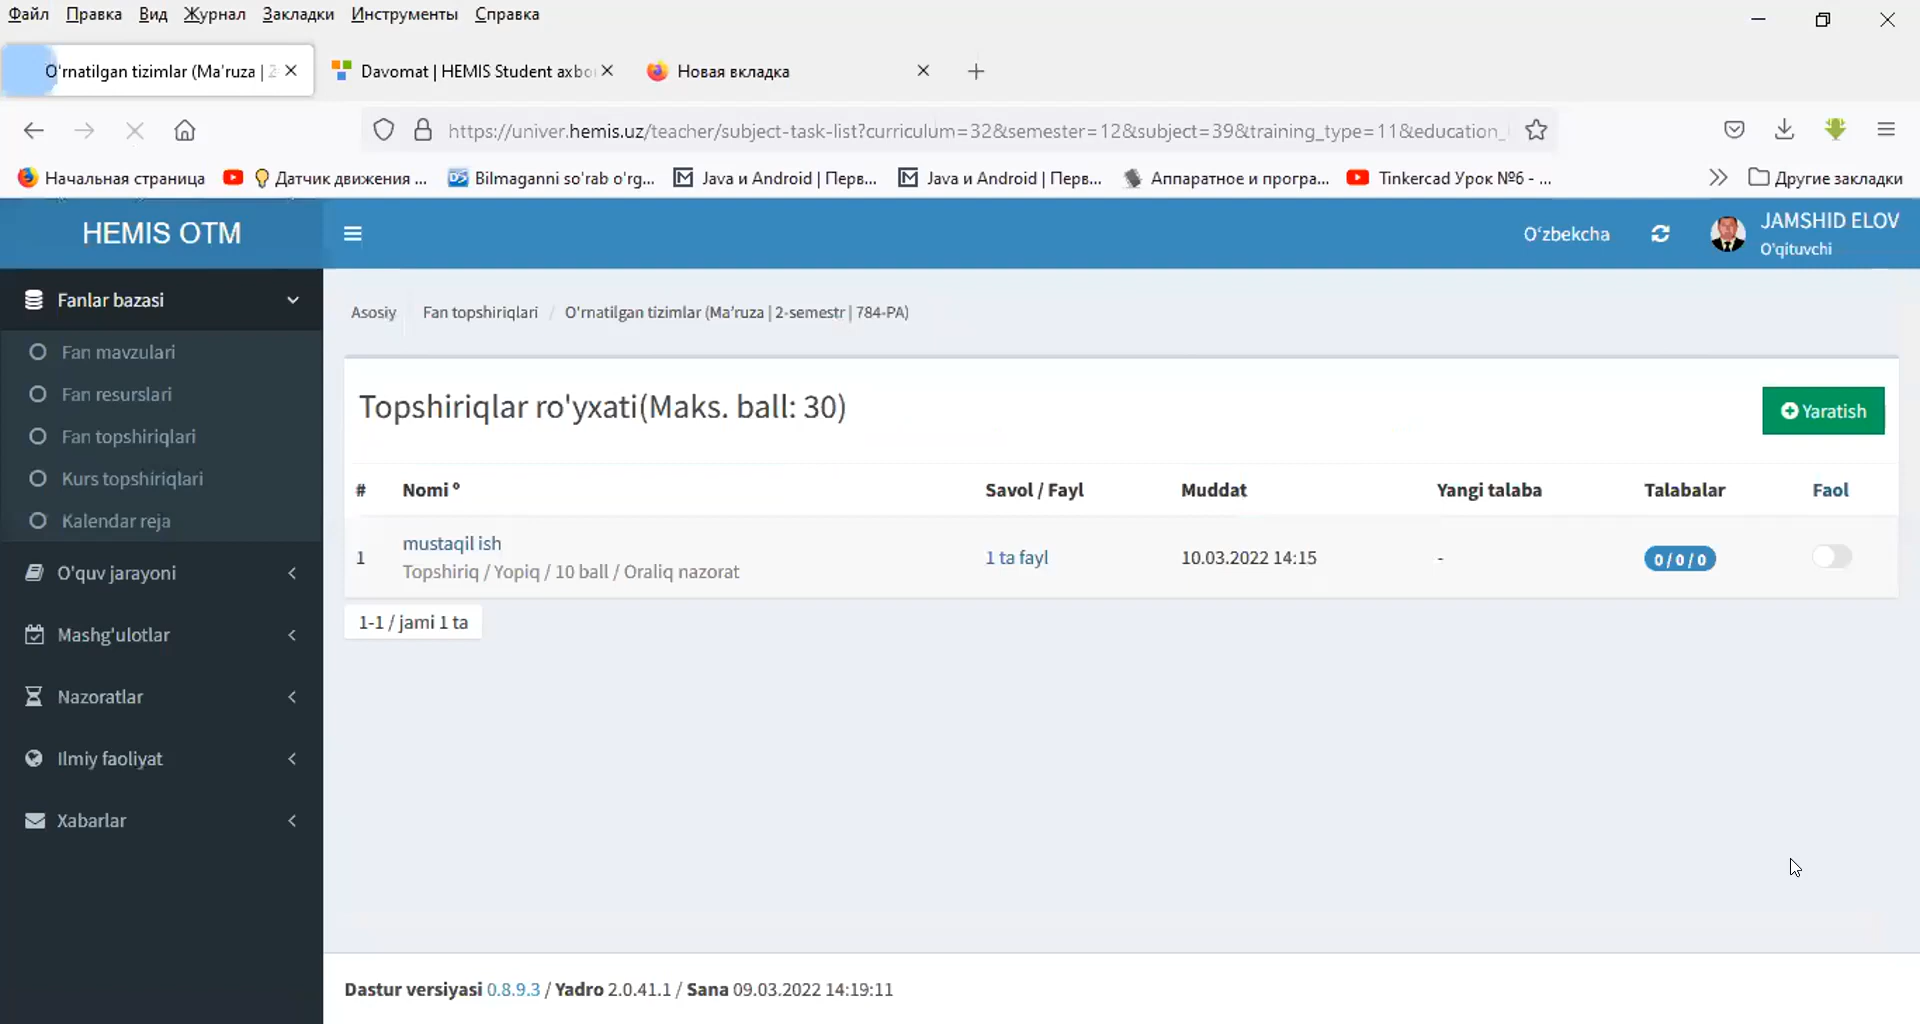 Файл Правка Вид Журнал Закладки Инструменты Справка
O'rnatilgan tizimlar (Ma'ruza | 2 Davomat | HEMIS Student axbo Новая вкладка
https://univer.hemis.uz/teacher/subject-task-list?curriculum=32&semester=12&subject=39&training_type=11&education_
Начальная страница Датчик движения ... Bilmaganni so'rab o'rg... Java и Android | Перв... Java и Android | Перв... Аппаратное и програ... Tinkercad Урок №6 - ... Другие закладки
HEMIS OTM O'zbekcha JAMSHID ELOV
O'qituvchi
Fanlar bazasi
Fan mavzulari
Fan resurslari
Fan topshiriqlari
Kurs topshiriqlari
Kalendar reja
O'quv jarayoni
Mashg'ulotlar
Nazoratlar
Ilmiy faoliyat
Xabarlar
Asosiy Fan topshiriqlari / O'rnatilgan tizimlar (Ma'ruza | 2-semestr | 784-PA)
Topshiriqlar ro'yxati(Maks. ball: 30) Yaratish
# Nomi º Savol / Fayl Muddat Yangi talaba Talabalar Faol
1 mustaqil ish 1 ta fayl 10.03.2022 14:15 - 0 / 0 / 0
Topshiriq / Yopiq / 10 ball / Oraliq nazorat
1-1 / jami 1 ta
Dastur versiyasi 0.8.9.3 / Yadro 2.0.41.1 / Sana 09.03.2022 14:19:11